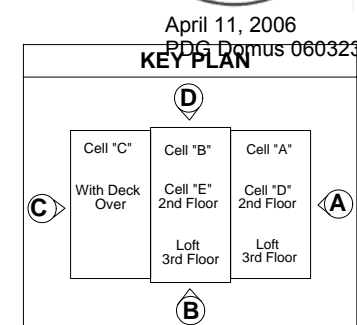 April 11, 2006
PDG Domus 060323
KEY PLAN
D
Cell "C"
Cell "B"
Cell "A"
With Deck
Over
Cell "E"
2nd Floor
Cell "D"
2nd Floor
C
A
Loft
3rd Floor
Loft
3rd Floor
B